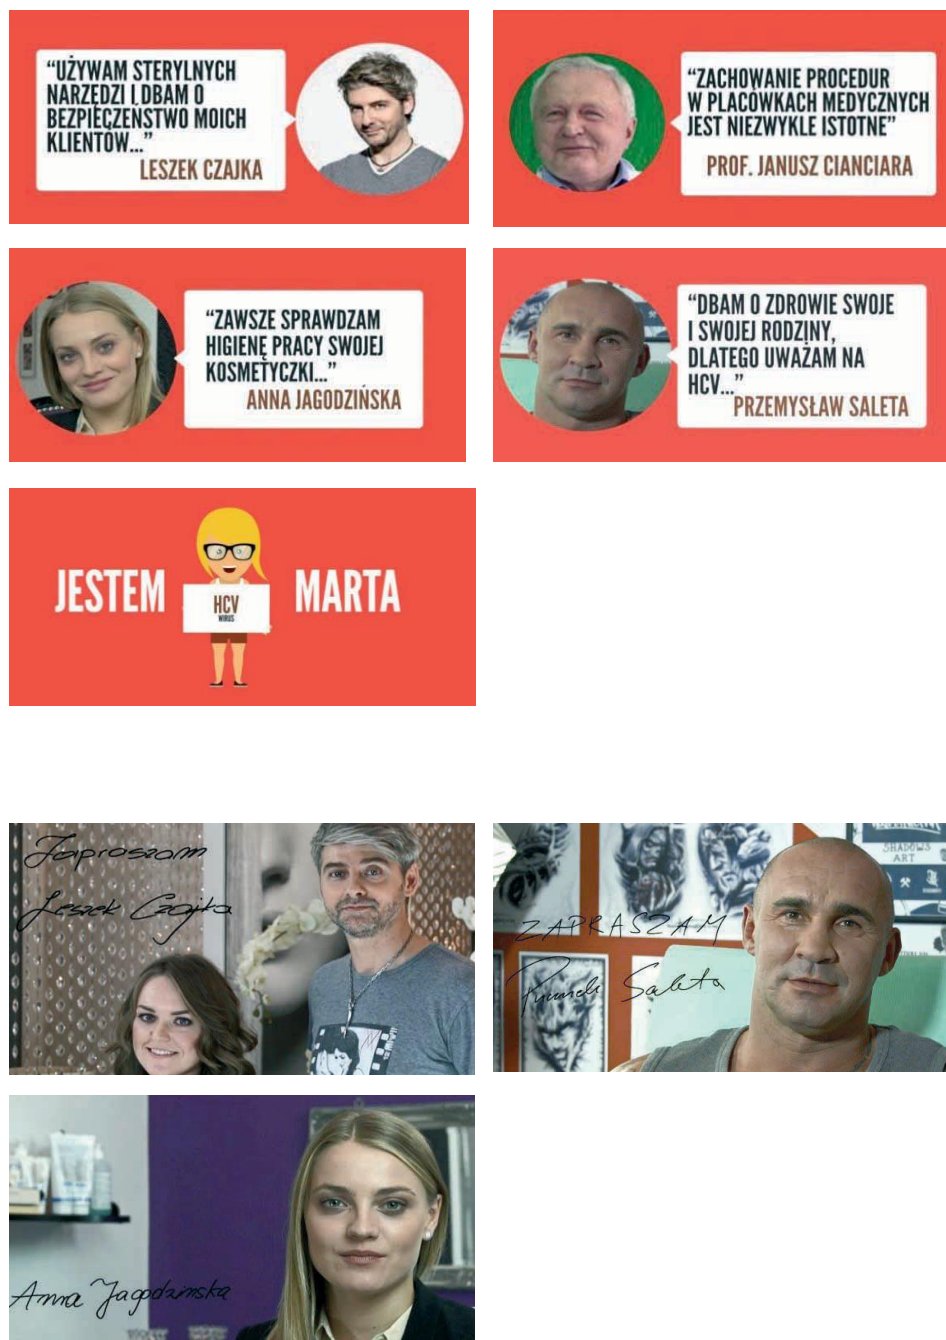 “UŻYWAM STERYLNYCH
NARZĘDZI I DBAM O
BEZPIECZEŃSTWO MOICH
KLIENTÓW...”
LESZEK CZAJKA
“ZACHOWANIE PROCEDUR
W PLACÓWKACH MEDYCZNYCH
JEST NIEZWYKLE ISTOTNE”
PROF. JANUSZ CIANCIARA
“ZAWSZE SPRAWDZAM
HIGIENĘ PRACY SWOJEJ
KOSMETYCZKI...”
ANNA JAGODZIŃSKA
“DBAM O ZDROWIE SWOJE
I SWOJEJ RODZINY,
DLATEGO UWAŻAM NA
HCV...”
PRZEMYSŁAW SALETA
JESTEM
HCV
WIRUS
MARTA
Zapraszam
Leszek Czajka
SHADOWS
ART
ZAPRASZAM
Saleta
Anna Jagodzinska